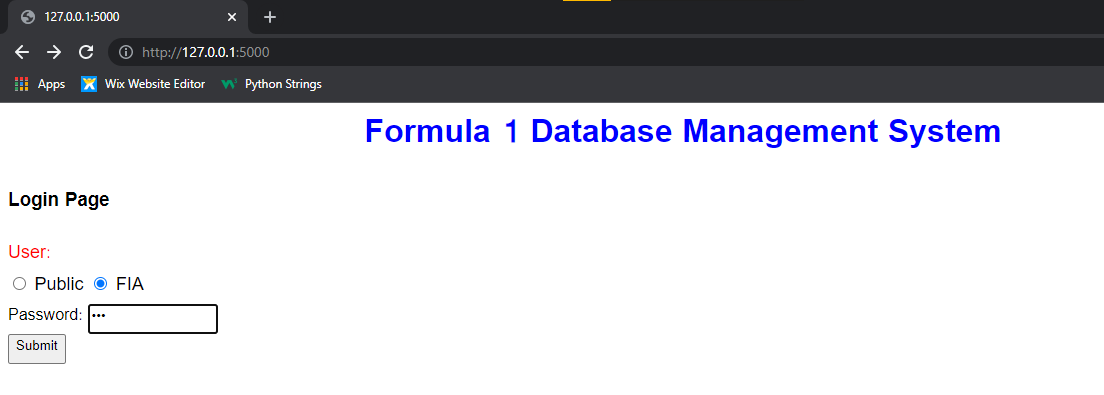 127.0.0.1:5000
http://127.0.0.1:5000
Apps Wix Website Editor Python Strings
Formula 1 Database Management System
Login Page
User:
Public FIA
Password: •••
Submit